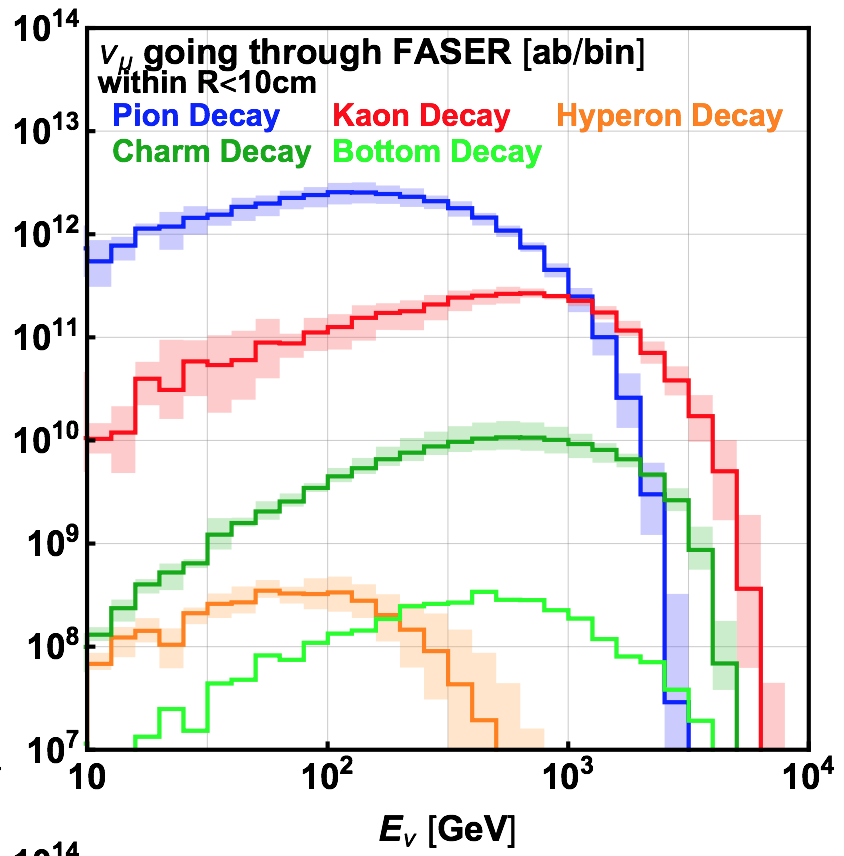 10¹⁴
ν_μ going through FASER [ab/bin]
within R<10cm
10¹³
Pion Decay Kaon Decay Hyperon Decay
Charm Decay Bottom Decay
10¹²
10¹¹
10¹⁰
10⁹
10⁸
10⁷
10 10² 10³ 10⁴
E_ν [GeV]
10¹⁴